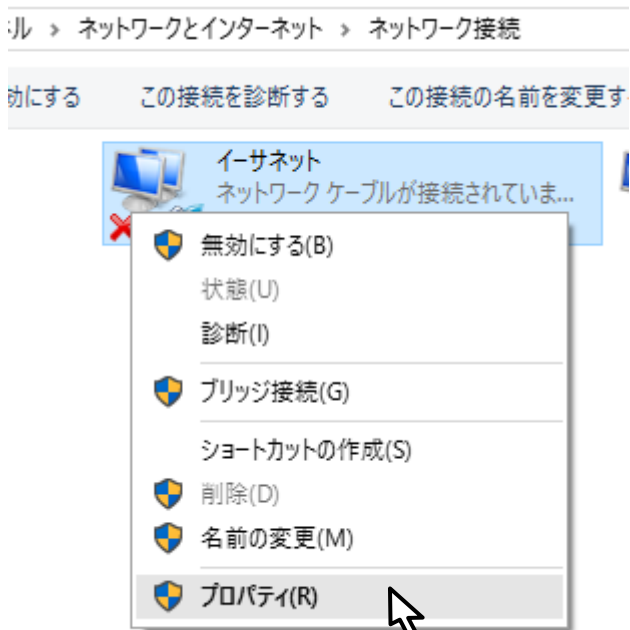 ル > ネットワークとインターネット > ネットワーク接続
効にする この接続を診断する この接続の名前を変更す
イーサネット
ネットワーク ケーブルが接続されていま...
無効にする(B)
状態(U)
診断(I)
ブリッジ接続(G)
ショートカットの作成(S)
削除(D)
名前の変更(M)
プロパティ(R)